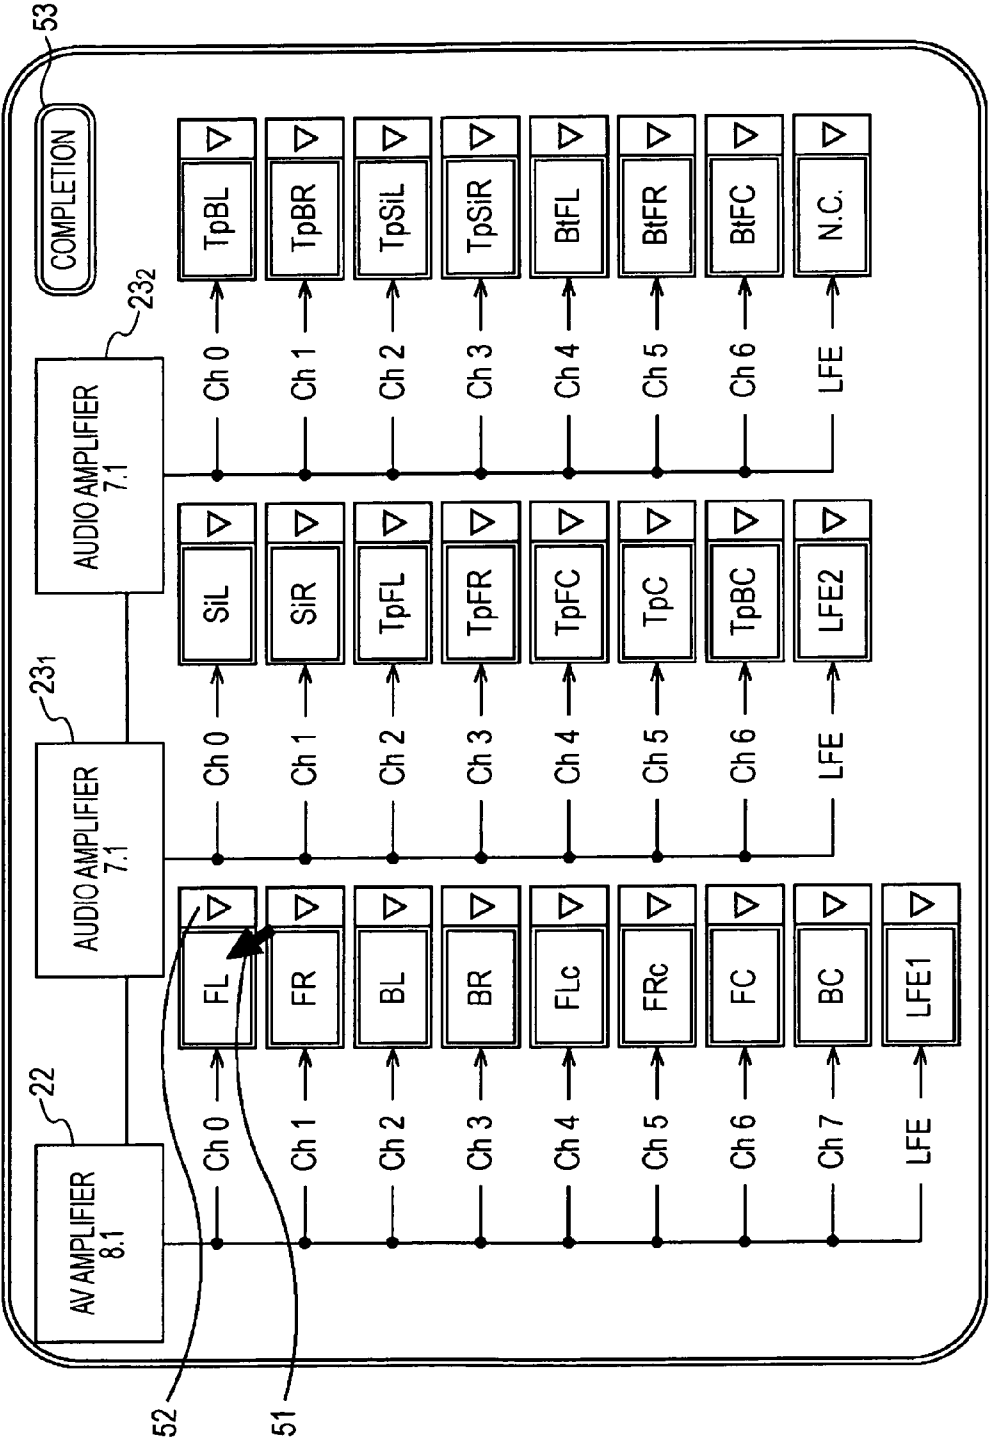 53
COMPLETION
22
AV AMPLIFIER
8.1
Ch 0
FL
Ch 1
FR
Ch 2
BL
Ch 3
BR
Ch 4
FLc
Ch 5
FRc
Ch 6
FC
Ch 7
BC
LFE
LFE1
52
51
231
AUDIO AMPLIFIER
7.1
Ch 0
SiL
Ch 1
SiR
Ch 2
TpFL
Ch 3
TpFR
Ch 4
TpFC
Ch 5
TpC
Ch 6
TpBC
LFE
LFE2
232
AUDIO AMPLIFIER
7.1
Ch 0
TpBL
Ch 1
TpBR
Ch 2
TpSiL
Ch 3
TpSiR
Ch 4
BtFL
Ch 5
BtFR
Ch 6
BtFC
LFE
N.C.